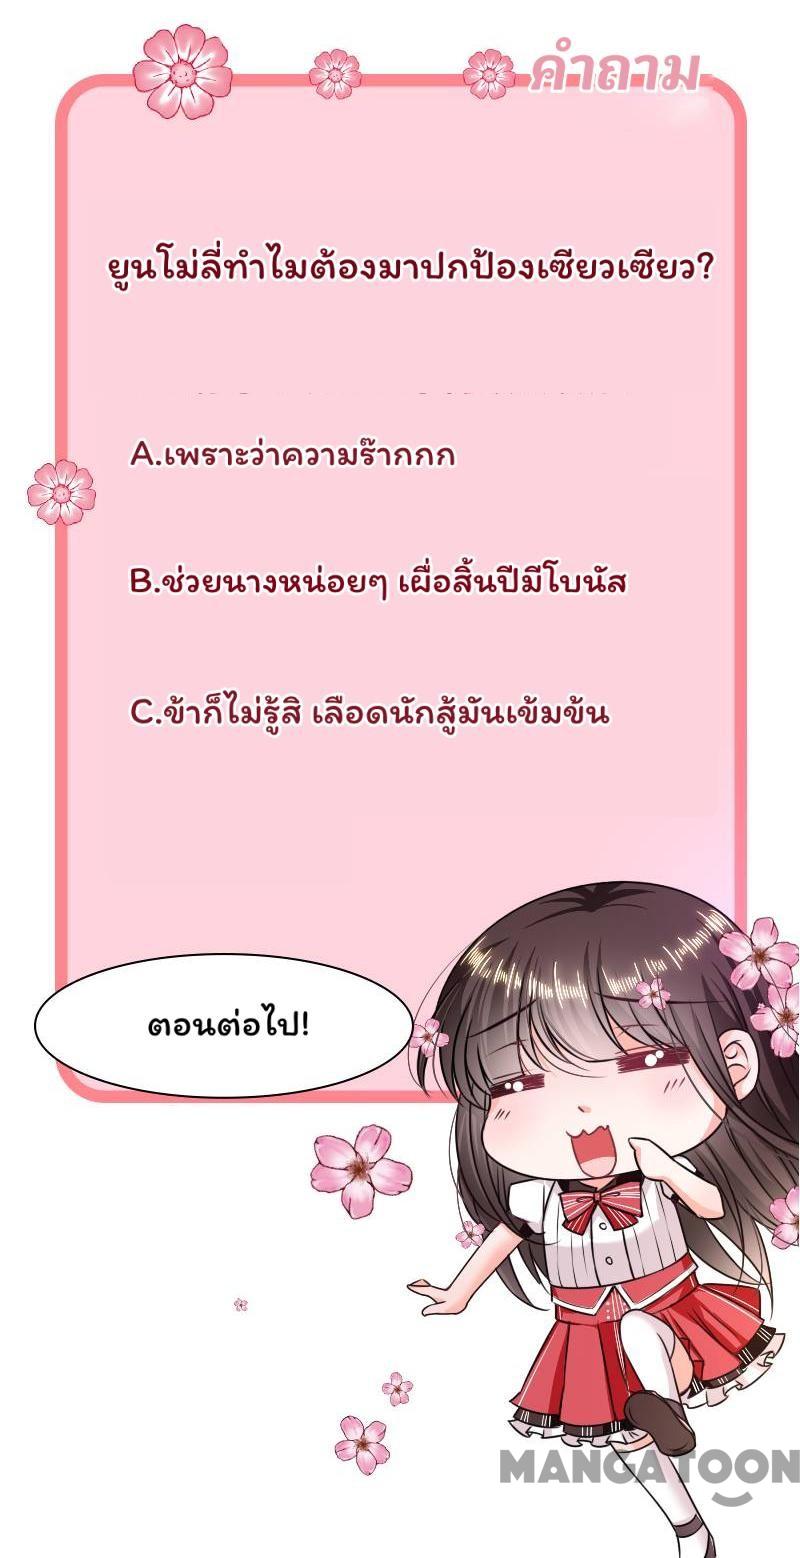 คำถาม
ยูนโม่ลี่ทำไมต้องมาปกป้องเซียวเซียว?
A.เพราะว่าความร๊ากกก
B.ช่วยนางหน่อยๆ เผื่อสิ้นปีมีโบนัส
C.ข้าก็ไม่รู้สิ เลือดนักสู้มันเข้มข้น
ตอนต่อไป!
MANGATOON